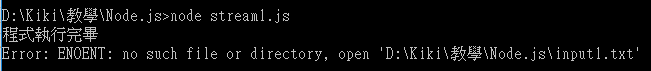 D:\Kiki\教學\Node.js>node stream1.js
程式執行完畢
Error: ENOENT: no such file or directory, open 'D:\Kiki\教學\Node.js\input1.txt'